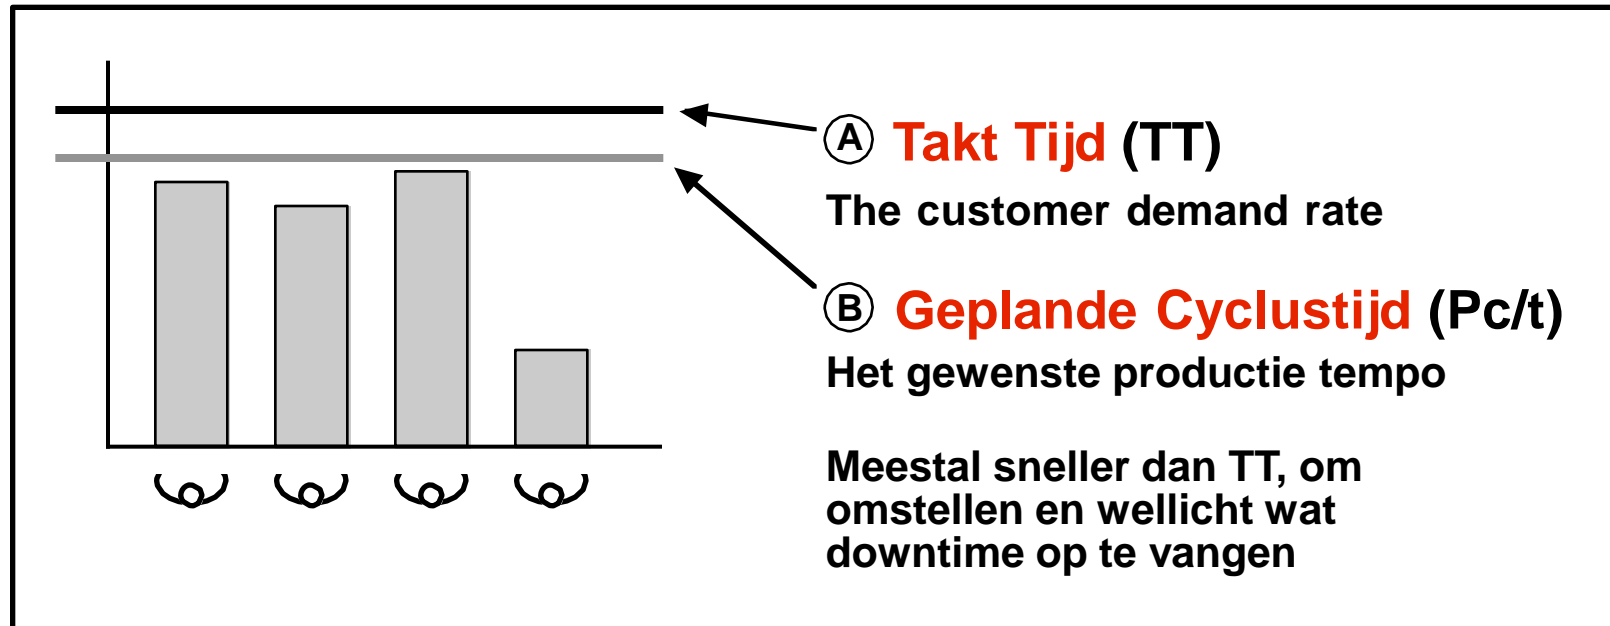 A Takt Tijd (TT)
The customer demand rate
B Geplande Cyclustijd (Pc/t)
Het gewenste productie tempo
Meestal sneller dan TT, om
omstellen en wellicht wat
downtime op te vangen